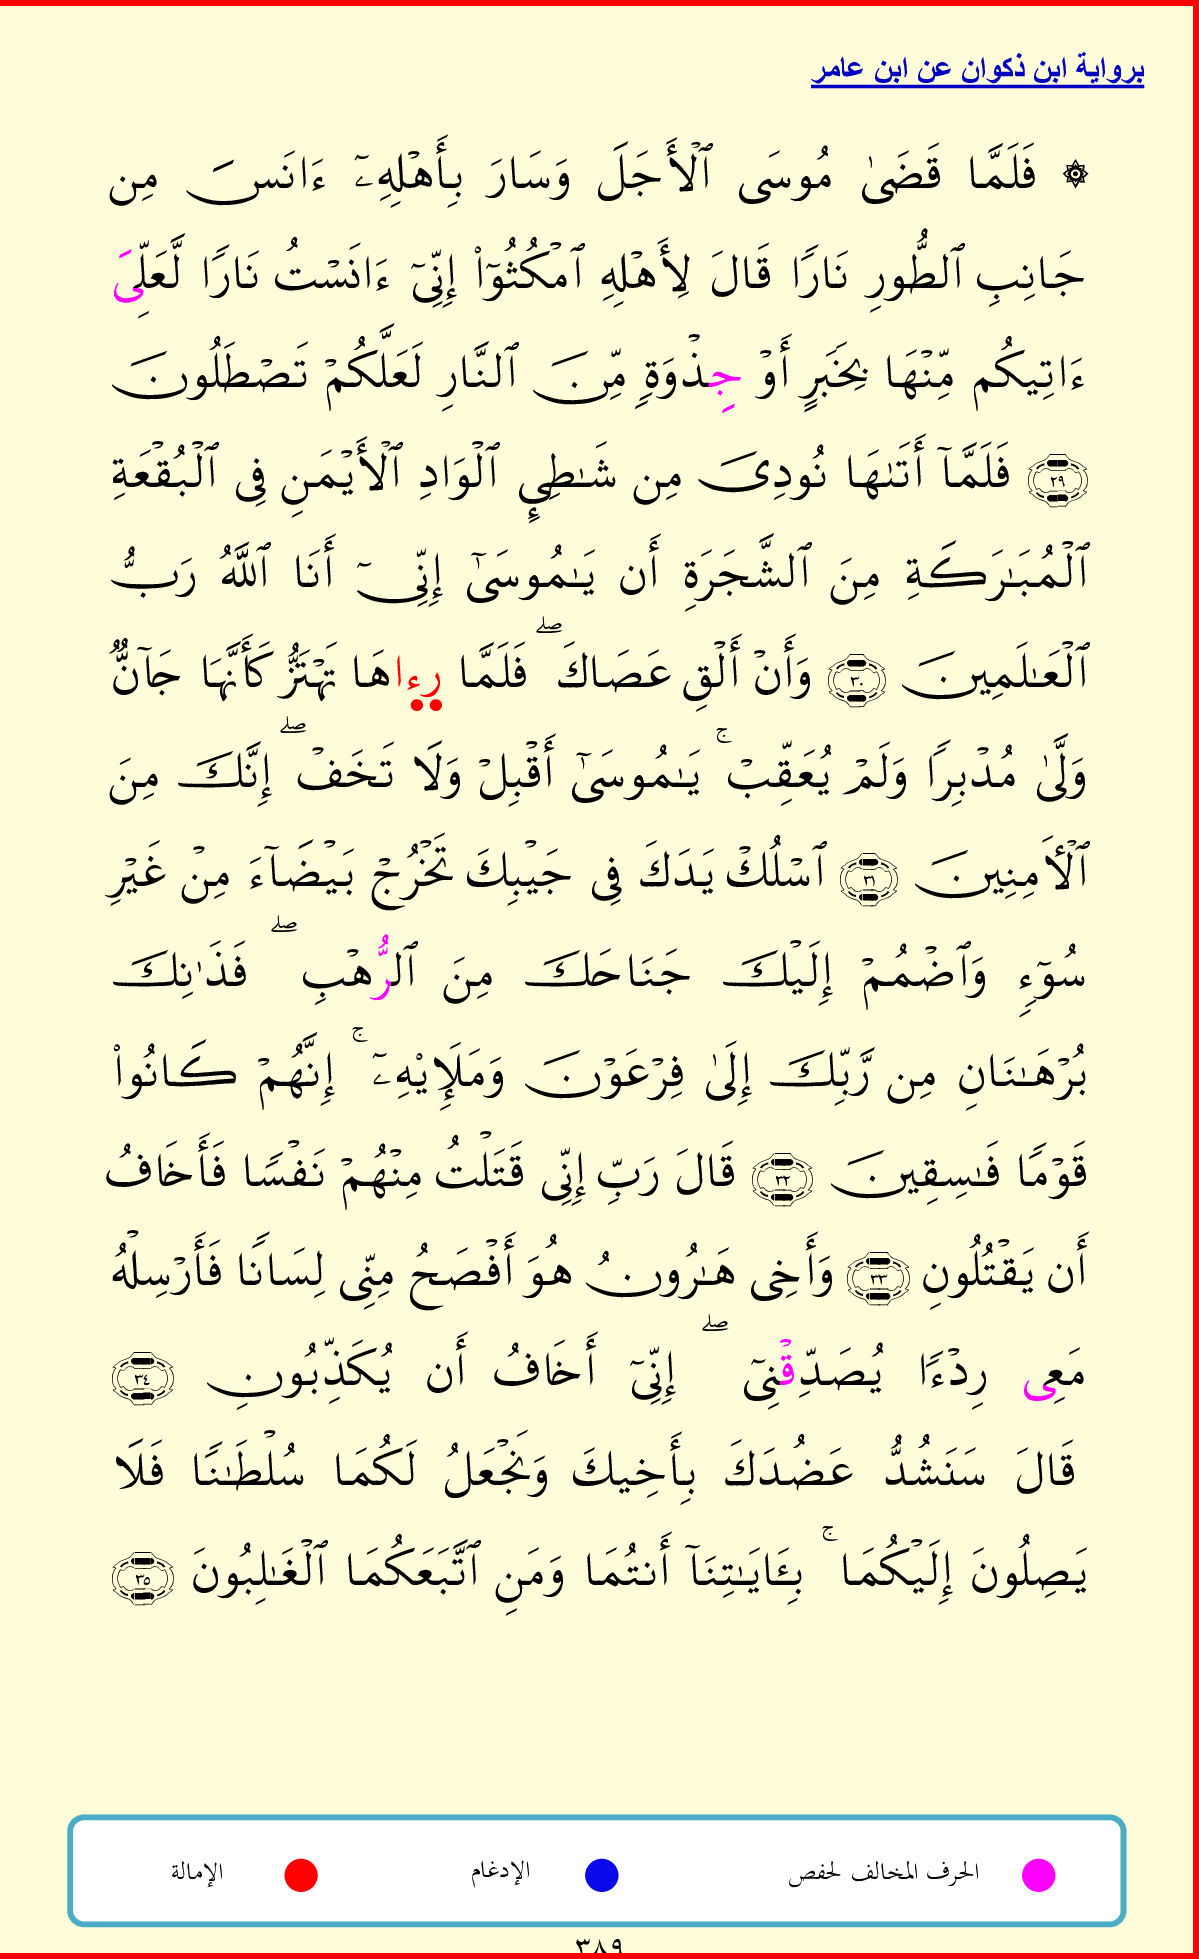 برواية ابن ذكوان عن ابن عامر
۞ فَلَمَّا قَضَىٰ مُوسَى ٱلۡأَجَلَ وَسَارَ بِأَهۡلِهِۦٓ ءَانَسَ مِن
جَانِبِ ٱلطُّورِ نَارٗا قَالَ لِأَهۡلِهِ ٱمۡكُثُوٓاْ إِنِّيٓ ءَانَسۡتُ نَارٗا لَّعَلِّيَ
ءَاتِيكُم مِّنۡهَا بِخَبَرٍ أَوۡ جِذۡوَةٖ مِّنَ ٱلنَّارِ لَعَلَّكُمۡ تَصۡطَلُونَ
٢٩ فَلَمَّآ أَتَىٰهَا نُودِيَ مِن شَٰطِيِٕ ٱلۡوَادِ ٱلۡأَيۡمَنِ فِي ٱلۡبُقۡعَةِ
ٱلۡمُبَٰرَكَةِ مِنَ ٱلشَّجَرَةِ أَن يَٰمُوسَىٰٓ إِنِّيٓ أَنَا ٱللَّهُ رَبُّ
ٱلۡعَٰلَمِينَ ٣٠ وَأَنۡ أَلۡقِ عَصَاكَۖ فَلَمَّا رِءاهَا تَهۡتَزُّ كَأَنَّهَا جَآنّٞ
وَلَّىٰ مُدۡبِرٗا وَلَمۡ يُعَقِّبۡۚ يَٰمُوسَىٰٓ أَقۡبِلۡ وَلَا تَخَفۡۖ إِنَّكَ مِنَ
ٱلۡأٓمِنِينَ ٣١ ٱسۡلُكۡ يَدَكَ فِي جَيۡبِكَ تَخۡرُجۡ بَيۡضَآءَ مِنۡ غَيۡرِ
سُوٓءٖ وَٱضۡمُمۡ إِلَيۡكَ جَنَاحَكَ مِنَ ٱلرُّهۡبِۖ فَذَٰنِكَ
بُرۡهَٰنَانِ مِن رَّبِّكَ إِلَىٰ فِرۡعَوۡنَ وَمَلَإِيْهِۦٓۚ إِنَّهُمۡ كَانُواْ
قَوۡمٗا فَٰسِقِينَ ٣٢ قَالَ رَبِّ إِنِّي قَتَلۡتُ مِنۡهُمۡ نَفۡسٗا فَأَخَافُ
أَن يَقۡتُلُونِ ٣٣ وَأَخِي هَٰرُونُ هُوَ أَفۡصَحُ مِنِّي لِسَانٗا فَأَرۡسِلۡهُ
مَعِي رِدۡءٗا يُصَدِّقۡنِيٓۖ إِنِّيٓ أَخَافُ أَن يُكَذِّبُونِ ٣٤
قَالَ سَنَشُدُّ عَضُدَكَ بِأَخِيكَ وَنَجۡعَلُ لَكُمَا سُلۡطَٰنٗا فَلَا
يَصِلُونَ إِلَيۡكُمَاۚ بِـَٔايَٰتِنَآ أَنتُمَا وَمَنِ ٱتَّبَعَكُمَا ٱلۡغَٰلِبُونَ ٣٥
الحرف المخالف لحفص الإدغام الإمالة
٣٨٩